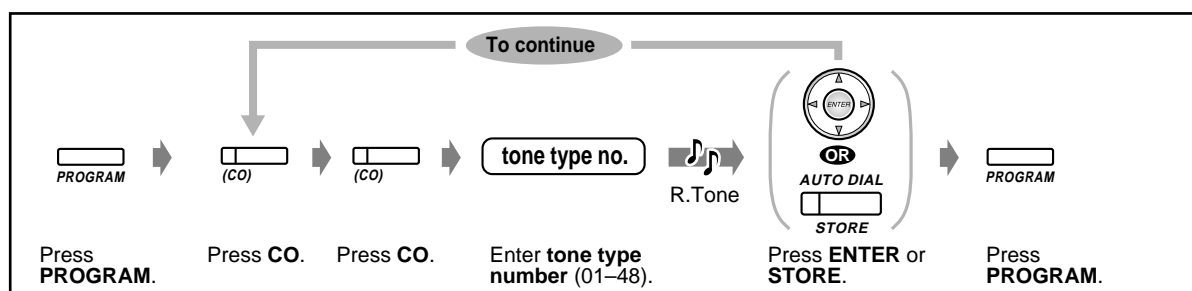 To continue
ENTER
OR
PROGRAM
(CO)
(CO)
tone type no.
R.Tone
AUTO DIAL
STORE
PROGRAM
Press
PROGRAM.
Press CO.
Press CO.
Enter tone type
number (01–48).
Press ENTER or
STORE.
Press
PROGRAM.